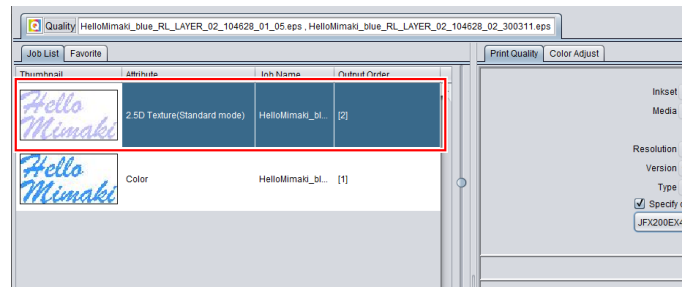 Quality HelloMimaki_blue_RL_LAYER_02_104628_01_05.eps , HelloMimaki_blue_RL_LAYER_02_104628_02_300311.eps
Job List Favorite
Print Quality Color Adjust
Thumbnail Attribute Job Name Output Order
Hello
Mimaki
2.5D Texture(Standard mode) HelloMimaki_bl... [2]
Hello
Mimaki
Color HelloMimaki_bl... [1]
Inkset
Media
Resolution
Version
Type
Specify
JFX200EX4